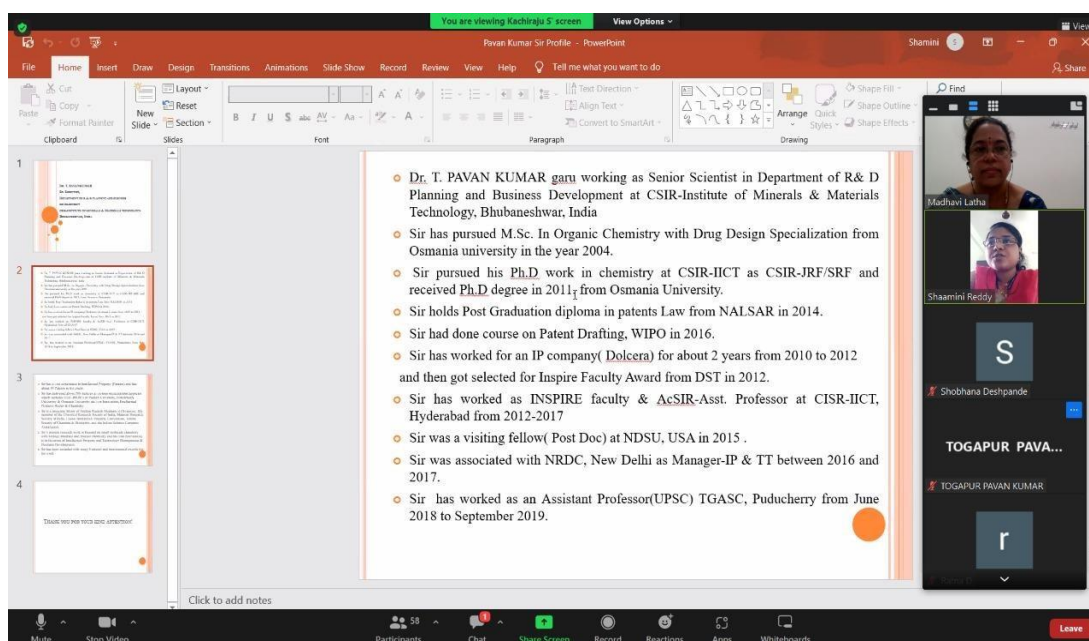 You are viewing Kachiraju S' screen
View Options
View
Pavan Kumar Sir Profile - PowerPoint
Shamini
S
File
Home
Insert
Draw
Design
Transitions
Animations
Slide Show
Record
Review
View
Help
Tell me what you want to do
Share
Paste
Cut
Copy
Format Painter
Clipboard
New
Slide
Layout
Reset
Section
Slides
Font
Text Direction
Align Text
Convert to SmartArt
Paragraph
Arrange
Quick
Styles
Shape Fill
Shape Outline
Shape Effects
Drawing
Find
1
2
3
4
THANK YOU FOR YOUR KIND ATTENTION!
Dr. T. PAVAN KUMAR garu working as Senior Scientist in Department of R& D
Planning and Business Development at CSIR-Institute of Minerals & Materials
Technology, Bhubaneshwar, India
Sir has pursued M.Sc. In Organic Chemistry with Drug Design Specialization from
Osmania university in the year 2004.
Sir pursued his Ph.D work in chemistry at CSIR-IICT as CSIR-JRF/SRF and
received Ph.D degree in 2011, from Osmania University.
Sir holds Post Graduation diploma in patents Law from NALSAR in 2014.
Sir had done course on Patent Drafting, WIPO in 2016.
Sir has worked for an IP company( Dolcera) for about 2 years from 2010 to 2012
and then got selected for Inspire Faculty Award from DST in 2012.
Sir has worked as INSPIRE faculty & AcSIR-Asst. Professor at CISR-IICT,
Hyderabad from 2012-2017
Sir was a visiting fellow( Post Doc) at NDSU, USA in 2015 .
Sir was associated with NRDC, New Delhi as Manager-IP & TT between 2016 and
2017.
Sir has worked as an Assistant Professor(UPSC) TGASC, Puducherry from June
2018 to September 2019.
Click to add notes
Madhavi Latha
Shaamini Reddy
S
Shobhana Deshpande
TOGAPUR PAVA...
TOGAPUR PAVAN KUMAR
r
Mute
Stop Video
58
Participants
1
Chat
Share Screen
Record
Reactions
Apps
Whiteboards
Leave